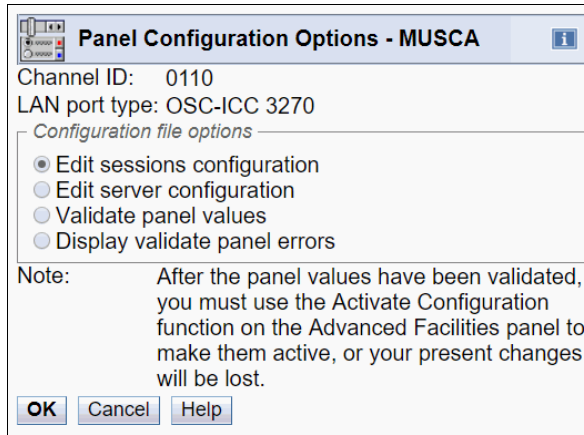 Panel Configuration Options - MUSCA
i
Channel ID: 0110
LAN port type: OSC-ICC 3270
Configuration file options
Edit sessions configuration
Edit server configuration
Validate panel values
Display validate panel errors
Note: After the panel values have been validated,
you must use the Activate Configuration
function on the Advanced Facilities panel to
make them active, or your present changes
will be lost.
OK Cancel Help